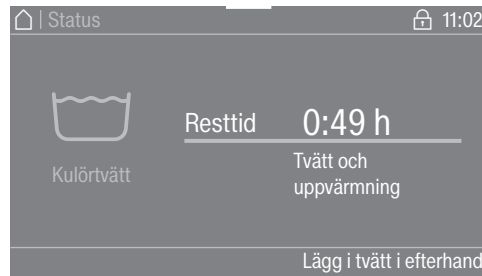 | Status 11:02
Resttid 0:49 h
Kulörtvätt
Tvätt och
uppvärmning
Lägg i tvätt i efterhand